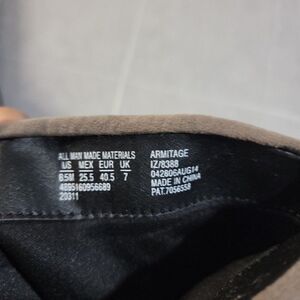 ALL MAN MADE MATERIALS
US MEX EUR UK
8.5M 25.5 40.5 7
4895160956689
20311
ARMITAGE
IZ/8388
042806AUG14
MADE IN CHINA
PAT.7056558